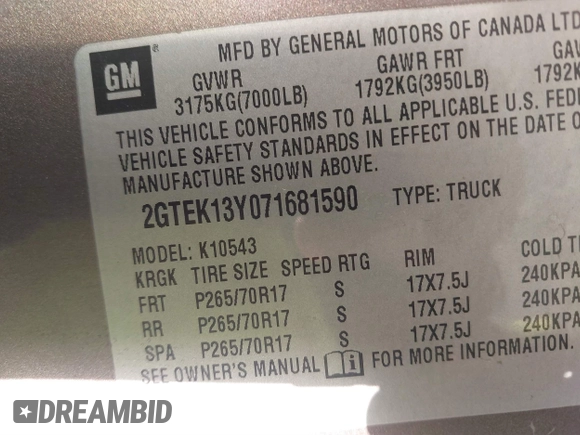 GM
MFD BY GENERAL MOTORS OF CANADA LTD
GVWR GAWR FRT GAWR
3175KG(7000LB) 1792KG(3950LB) 1792K
THIS VEHICLE CONFORMS TO ALL APPLICABLE U.S. FEDE
VEHICLE SAFETY STANDARDS IN EFFECT ON THE DATE O
MANUFACTURE SHOWN ABOVE.
2GTEK13Y071681590 TYPE: TRUCK
MODEL: K10543
KRGK TIRE SIZE SPEED RTG RIM COLD TI
FRT P265/70R17 S 17X7.5J 240KPA
RR P265/70R17 S 17X7.5J 240KPA
SPA P265/70R17 S 17X7.5J 240KPA
SEE OWNER'S MANUAL i FOR MORE INFORMATION.
DREAMBID